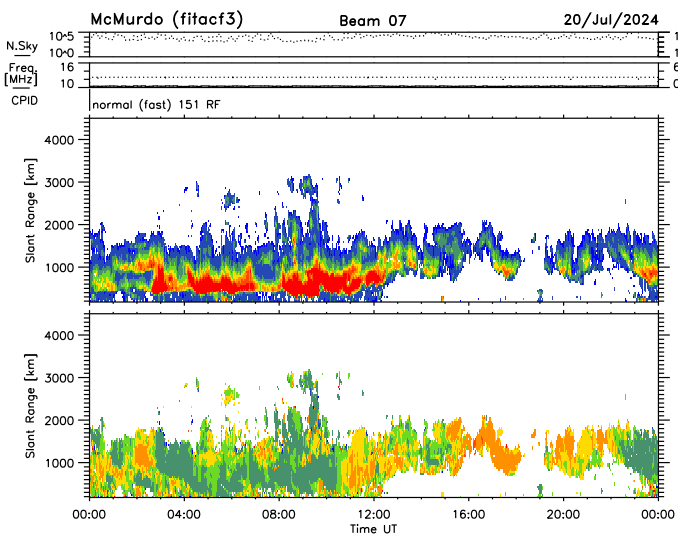 McMurdo (fitacf3) Beam 07 20/Jul/2024
N.Sky 10^5
10^0
Freq. 16 6
[MHz] 10 0
CPID normal (fast) 151 RF
Slant Range [km]
4000
3000
2000
1000
Slant Range [km]
4000
3000
2000
1000
00:00 04:00 08:00 12:00 16:00 20:00 00:00
Time UT